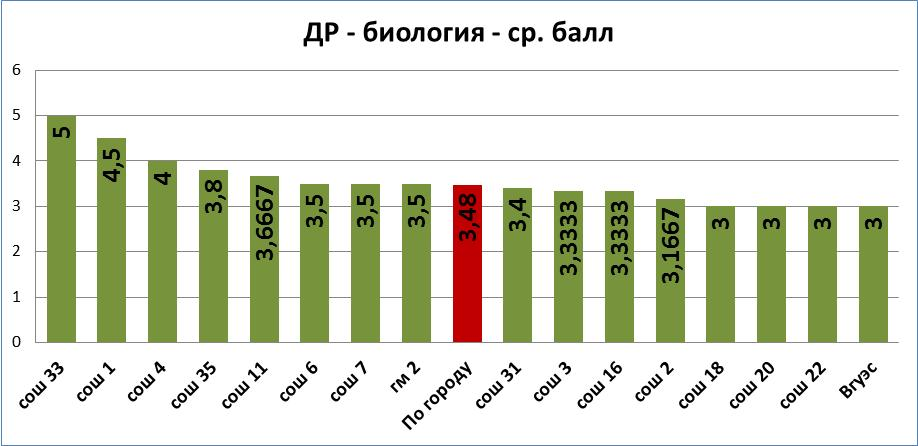 ДР - биология - ср. балл
6
5
4
3
2
1
0
5
4,5
4
3,8
3,6667
3,5
3,5
3,5
3,48
3,4
3,3333
3,3333
3,1667
3
3
3
3
сош 33
сош 1
сош 4
сош 35
сош 11
сош 6
сош 7
гм 2
По городу
сош 31
сош 3
сош 16
сош 2
сош 18
сош 20
сош 22
Вгуэс